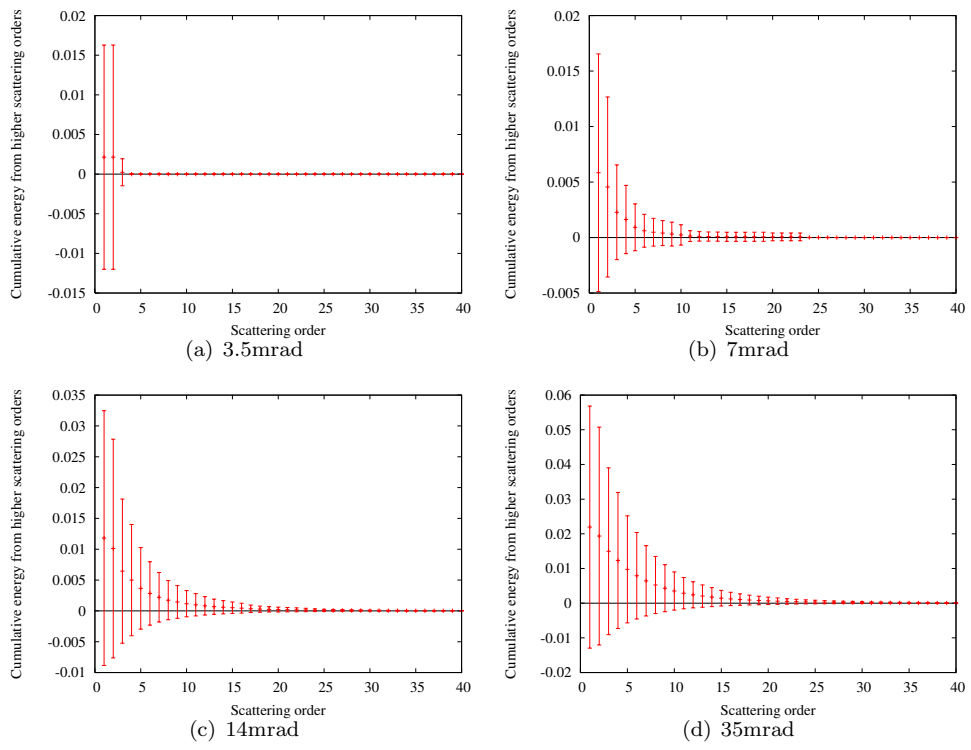 Cumulative energy from higher scattering orders
0.02
0.015
0.01
0.005
0
-0.005
-0.01
-0.015
0 5 10 15 20 25 30 35 40
Scattering order
(a) 3.5mrad
Cumulative energy from higher scattering orders
0.02
0.015
0.01
0.005
0
-0.005
0 5 10 15 20 25 30 35 40
Scattering order
(b) 7mrad
Cumulative energy from higher scattering orders
0.035
0.03
0.025
0.02
0.015
0.01
0.005
0
-0.005
-0.01
0 5 10 15 20 25 30 35 40
Scattering order
(c) 14mrad
Cumulative energy from higher scattering orders
0.06
0.05
0.04
0.03
0.02
0.01
0
-0.01
-0.02
0 5 10 15 20 25 30 35 40
Scattering order
(d) 35mrad